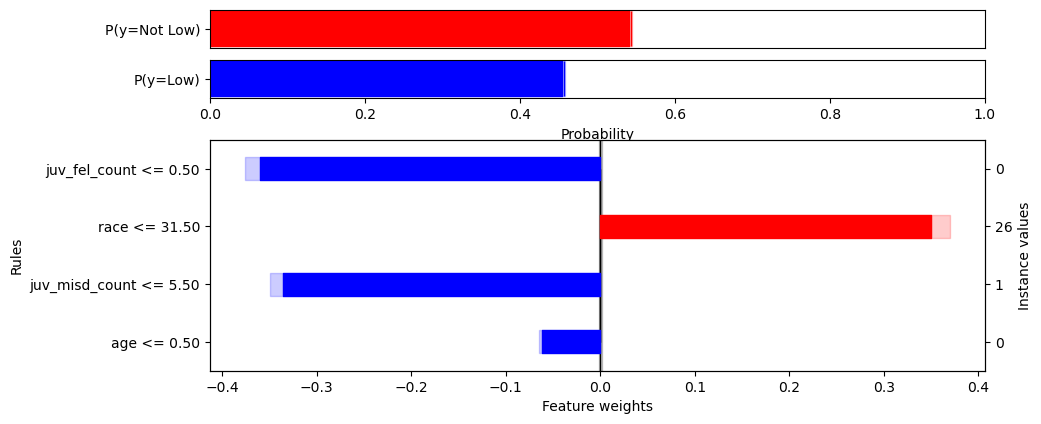 P(y=Not Low)
P(y=Low)
0.0 0.2 0.4 0.6 0.8 1.0
Probability
juv_fel_count <= 0.50 0
race <= 31.50 26
juv_misd_count <= 5.50 1
age <= 0.50 0
Rules
Instance values
−0.4 −0.3 −0.2 −0.1 0.0 0.1 0.2 0.3 0.4
Feature weights